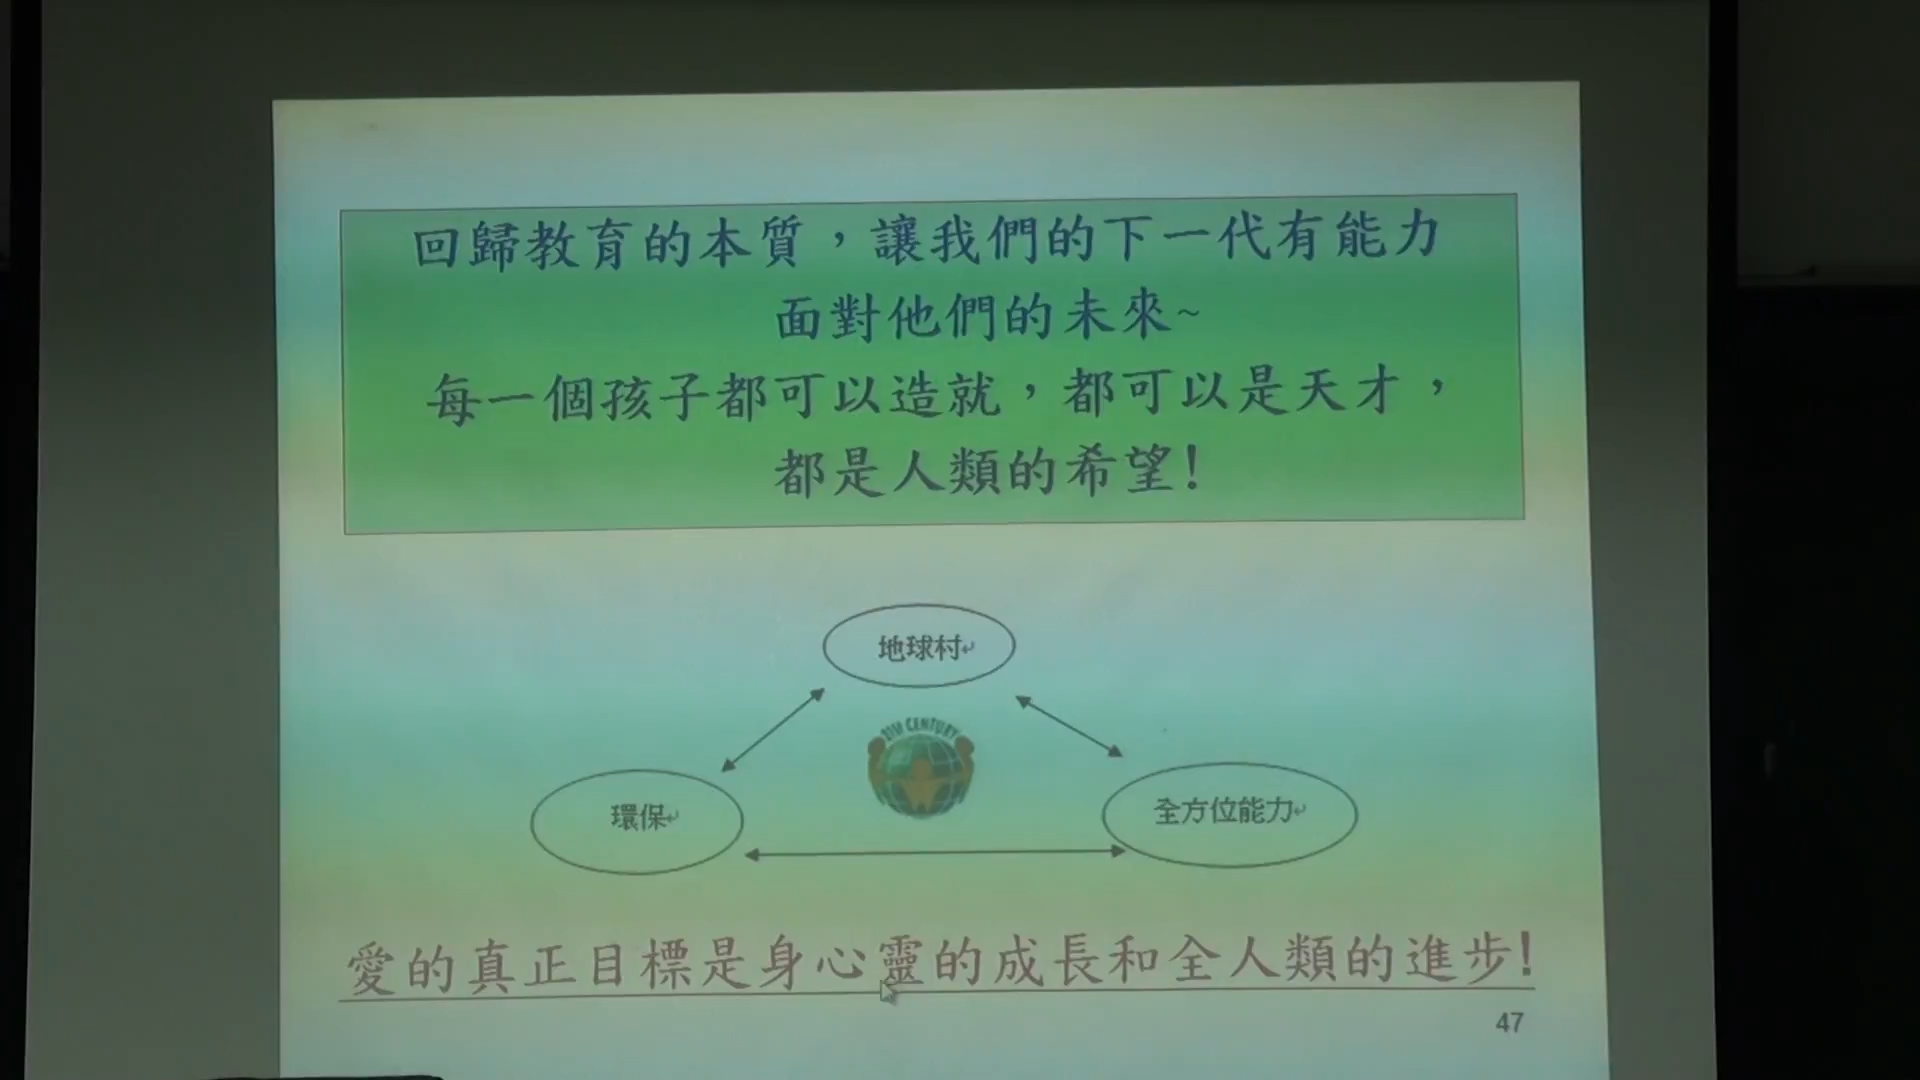 回歸教育的本質，讓我們的下一代有能力
面對他們的未來~
每一個孩子都可以造就，都可以是天才，
都是人類的希望!
地球村
21st CENTURY
環保
全方位能力
愛的真正目標是身心靈的成長和全人類的進步!
47